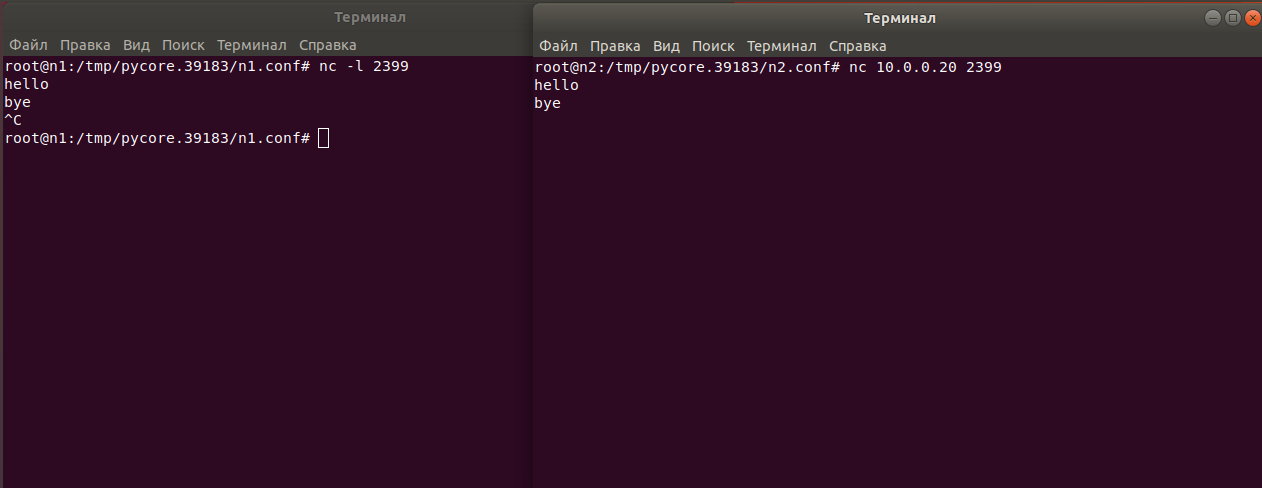 Терминал
Файл Правка Вид Поиск Терминал Справка
root@n1:/tmp/pycore.39183/n1.conf# nc -l 2399
hello
bye
^C
root@n1:/tmp/pycore.39183/n1.conf#
Терминал
Файл Правка Вид Поиск Терминал Справка
root@n2:/tmp/pycore.39183/n2.conf# nc 10.0.0.20 2399
hello
bye